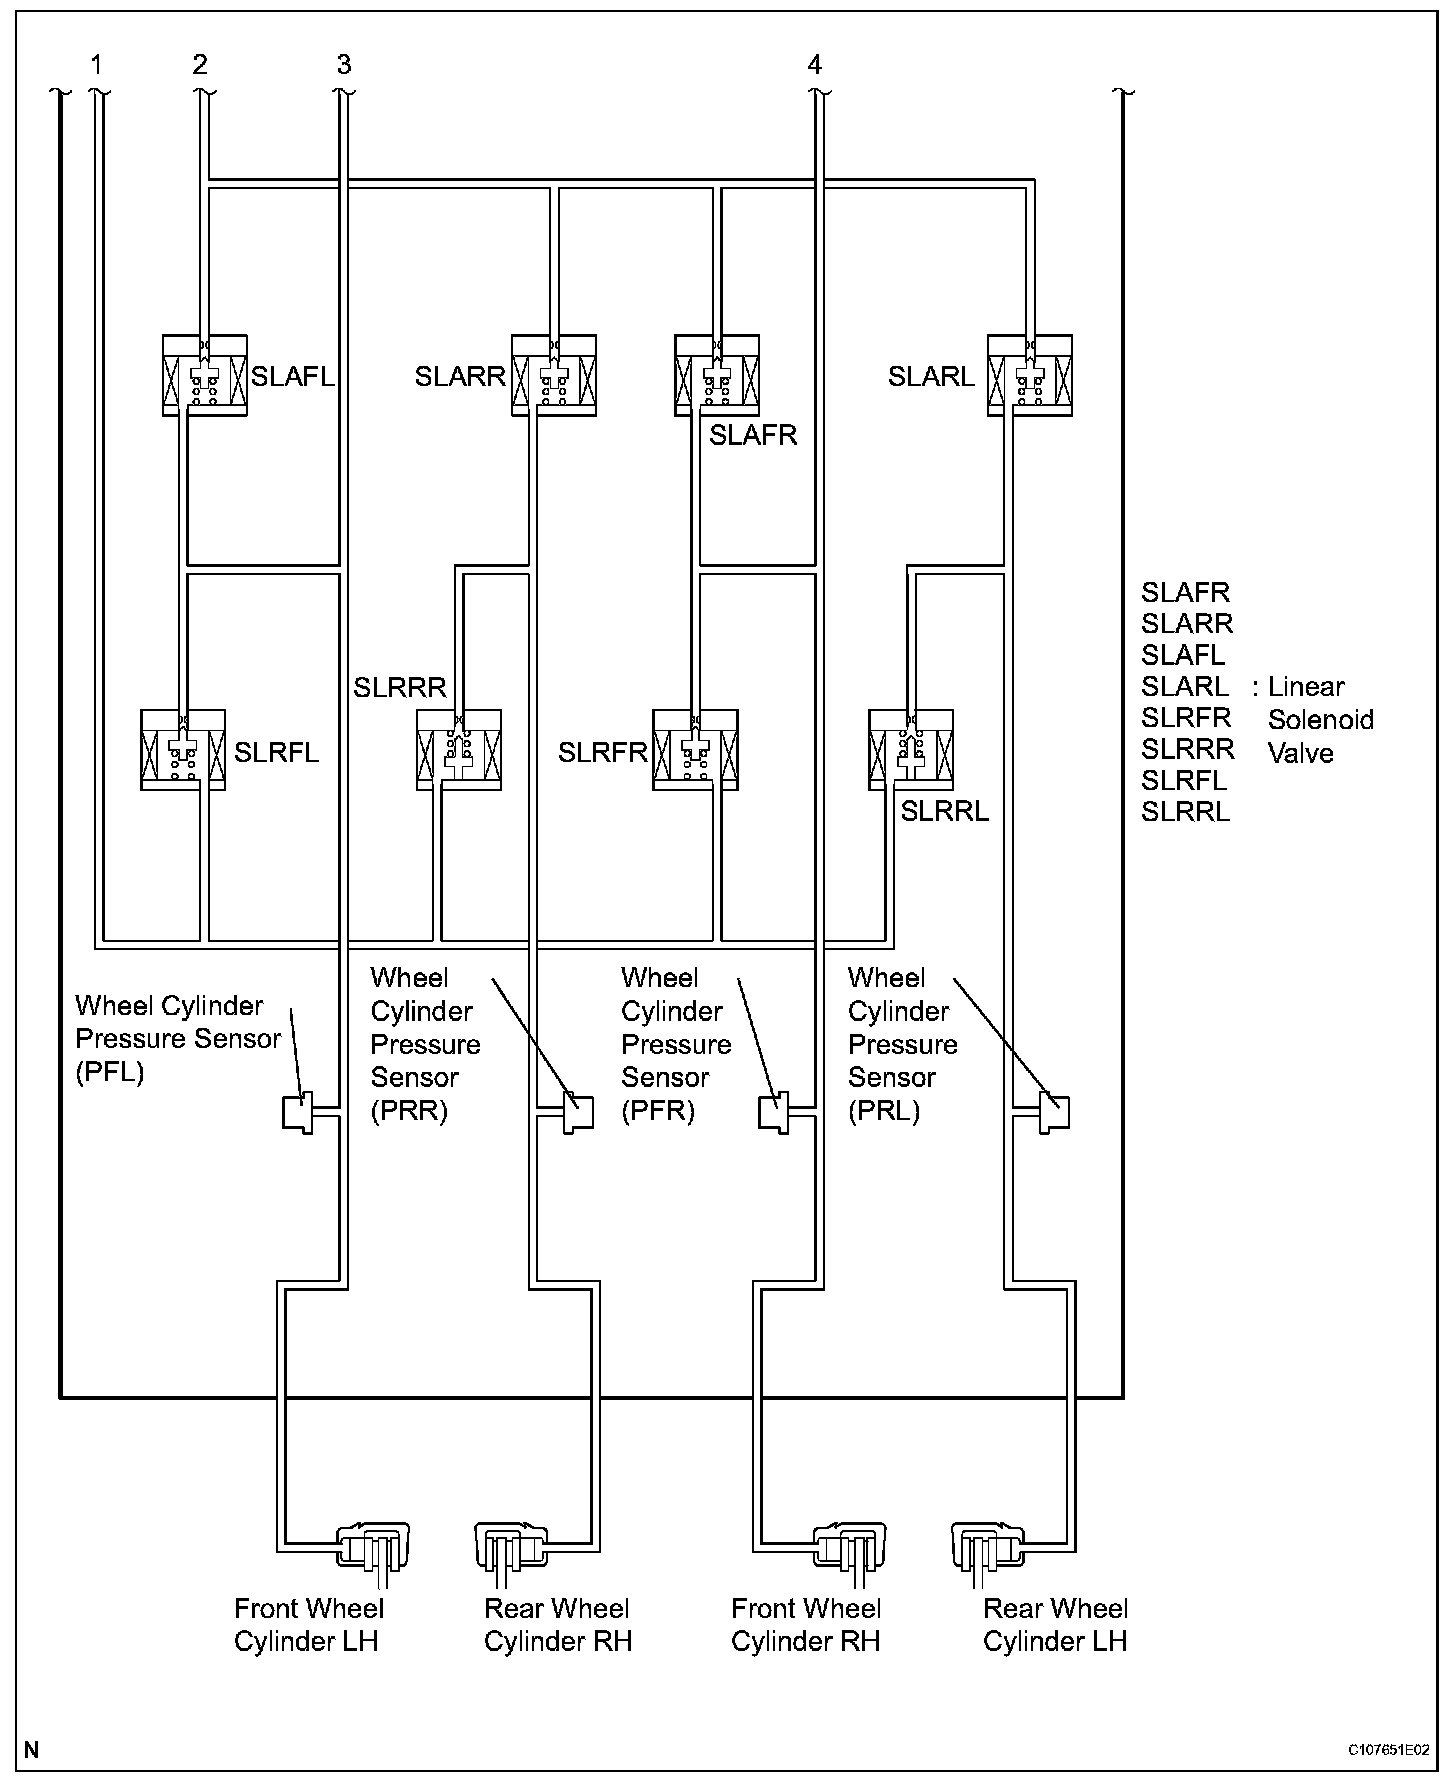 1
2
3
4
SLAFL
SLARR
SLAFR
SLARL
SLRRR
SLRFL
SLRFR
SLRRL
SLAFR
SLARR
SLAFL
SLARL : Linear
SLRFR Solenoid
SLRRR Valve
SLRFL
SLRRL
Wheel Cylinder
Pressure Sensor
(PFL)
Wheel
Cylinder
Pressure
Sensor
(PRR)
Wheel
Cylinder
Pressure
Sensor
(PFR)
Wheel
Cylinder
Pressure
Sensor
(PRL)
Front Wheel
Cylinder LH
Rear Wheel
Cylinder RH
Front Wheel
Cylinder RH
Rear Wheel
Cylinder LH
N
C107651E02